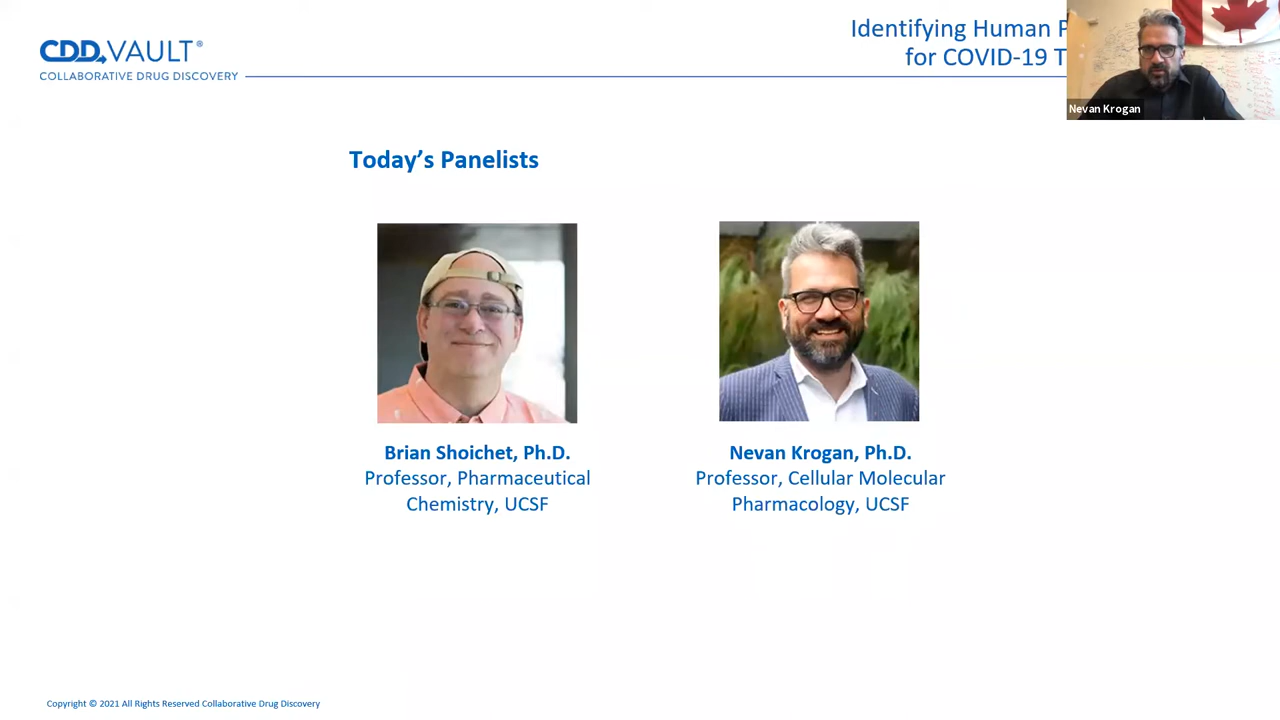 CDD VAULT®
COLLABORATIVE DRUG DISCOVERY
Identifying Human P
for COVID-19 T
Nevan Krogan
Today's Panelists
Brian Shoichet, Ph.D.
Professor, Pharmaceutical
Chemistry, UCSF
Nevan Krogan, Ph.D.
Professor, Cellular Molecular
Pharmacology, UCSF
Copyright © 2021 All Rights Reserved Collaborative Drug Discovery